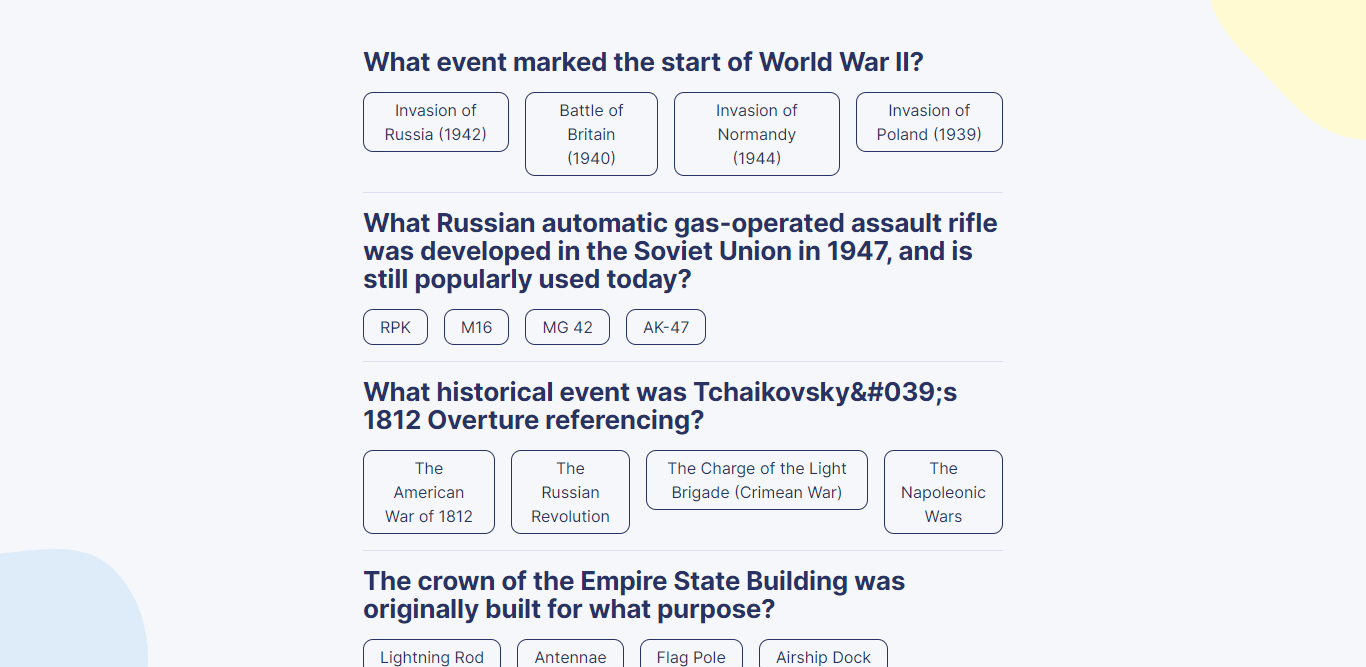 What event marked the start of World War II?
Invasion of
Russia (1942)
Battle of
Britain
(1940)
Invasion of
Normandy
(1944)
Invasion of
Poland (1939)
What Russian automatic gas-operated assault rifle
was developed in the Soviet Union in 1947, and is
still popularly used today?
RPK
M16
MG 42
AK-47
What historical event was Tchaikovsky&#039;s
1812 Overture referencing?
The
American
War of 1812
The
Russian
Revolution
The Charge of the Light
Brigade (Crimean War)
The
Napoleonic
Wars
The crown of the Empire State Building was
originally built for what purpose?
Lightning Rod
Antennae
Flag Pole
Airship Dock